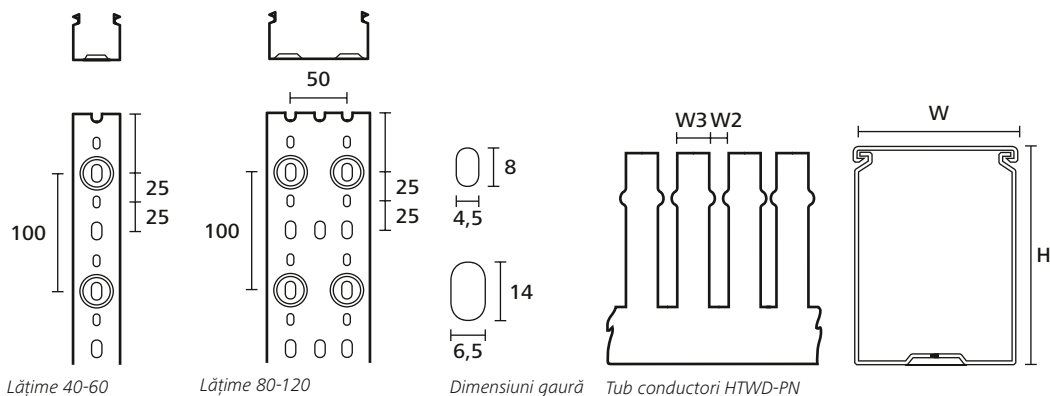 50
W3 W2
W
25
25
100
25
25
100
8
4,5
14
6,5
H
Lățime 40-60
Lățime 80-120
Dimensiuni gaură
Tub conductori HTWD-PN